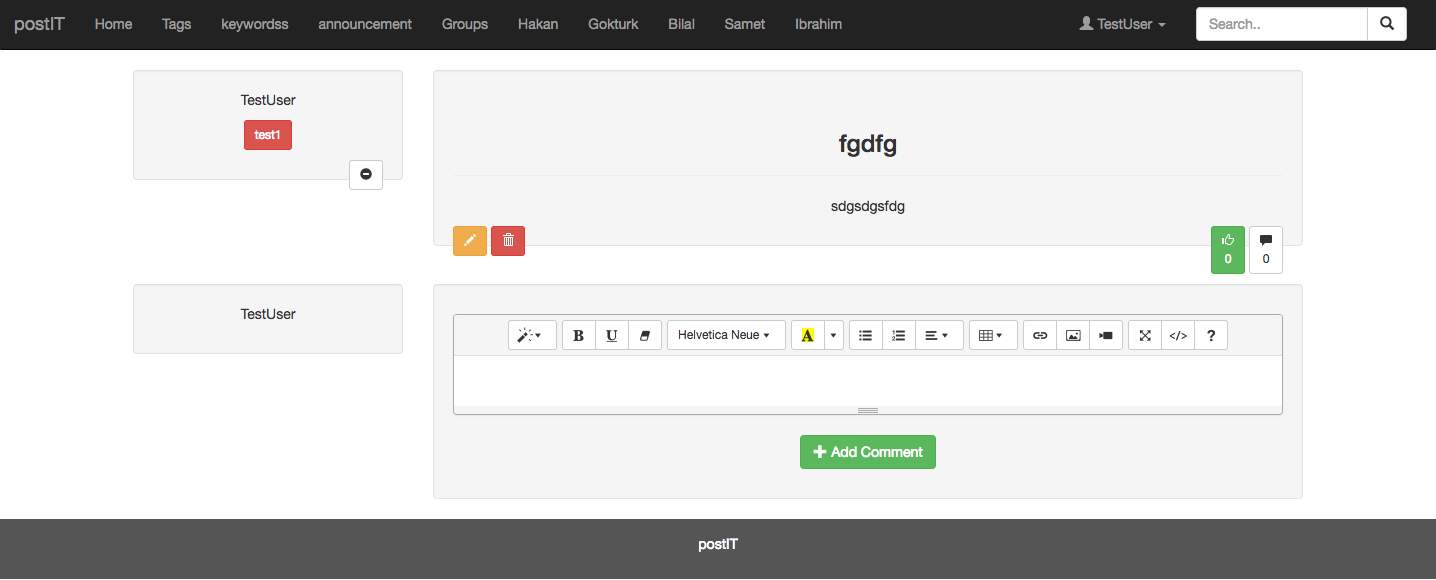 postIT Home Tags keywordss announcement Groups Hakan Gokturk Bilal Samet Ibrahim TestUser Search..
TestUser
test1
fgdfg
sdgsdgsfdg
0 0
TestUser
B U Helvetica Neue A </> ?
Add Comment
postIT